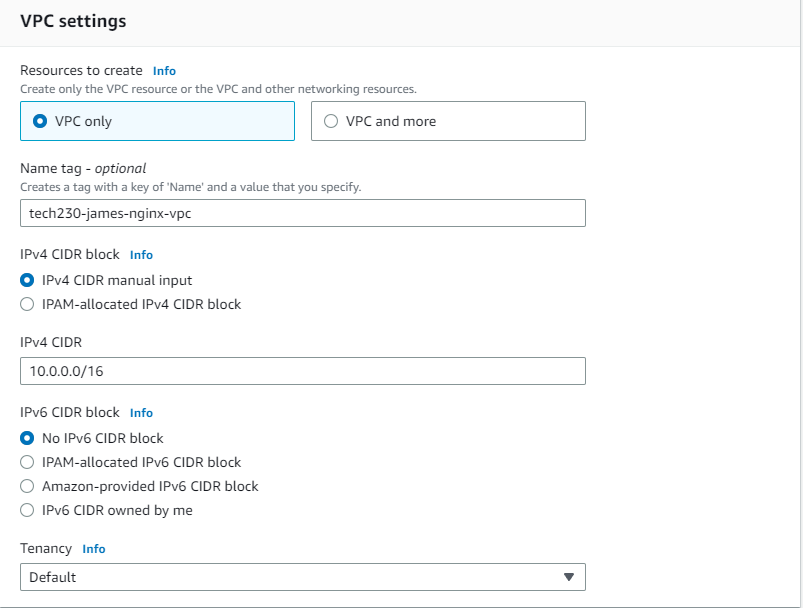 VPC settings
Resources to create Info
Create only the VPC resource or the VPC and other networking resources.
VPC only
VPC and more
Name tag - optional
Creates a tag with a key of 'Name' and a value that you specify.
tech230-james-nginx-vpc
IPv4 CIDR block Info
IPv4 CIDR manual input
IPAM-allocated IPv4 CIDR block
IPv4 CIDR
10.0.0.0/16
IPv6 CIDR block Info
No IPv6 CIDR block
IPAM-allocated IPv6 CIDR block
Amazon-provided IPv6 CIDR block
IPv6 CIDR owned by me
Tenancy Info
Default